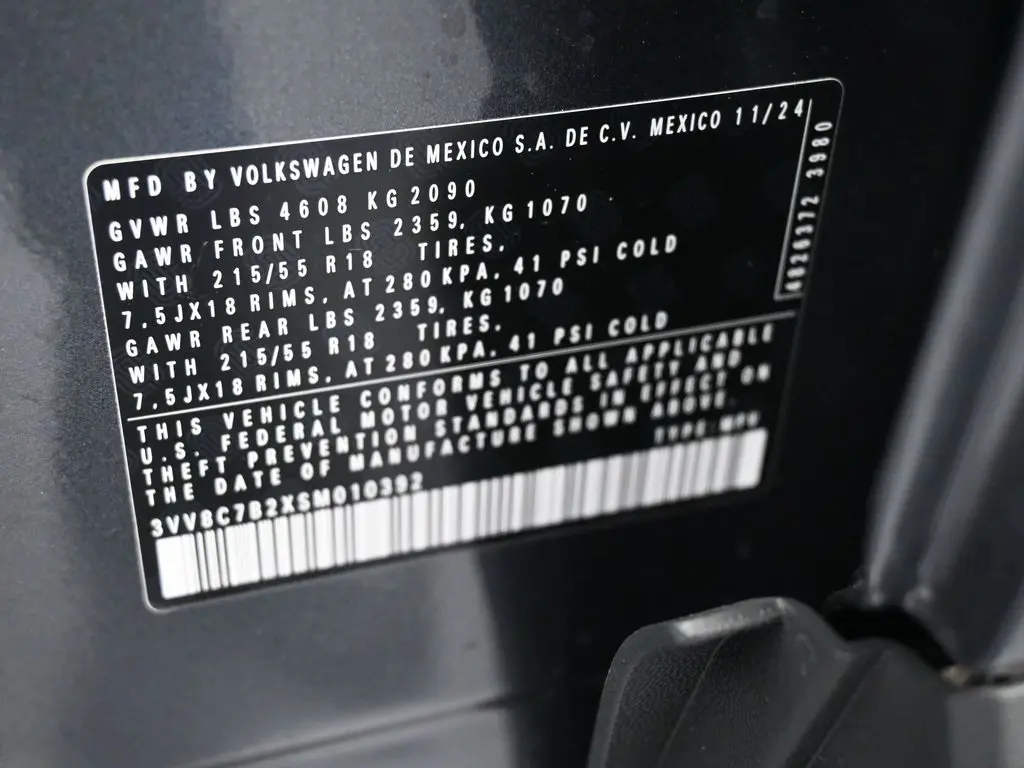 MFD BY VOLKSWAGEN DE MEXICO S.A. DE C.V. MEXICO 11/24
GVWR LBS 4608 KG 2090
GAWR FRONT LBS 2359, KG 1070
WITH 215/55 R18 TIRES,
7,5JX18 RIMS, AT 280 KPA, 41 PSI COLD
GAWR REAR LBS 2359, KG 1070
WITH 215/55 R18 TIRES,
7,5JX18 RIMS, AT 280 KPA, 41 PSI COLD
THIS VEHICLE CONFORMS TO ALL APPLICABLE
U.S. FEDERAL MOTOR VEHICLE SAFETY AND
THEFT PREVENTION STANDARDS IN EFFECT ON
THE DATE OF MANUFACTURE SHOWN ABOVE.
TYPE: MPV
3VV8C7B2XSM010392
4826372 3980